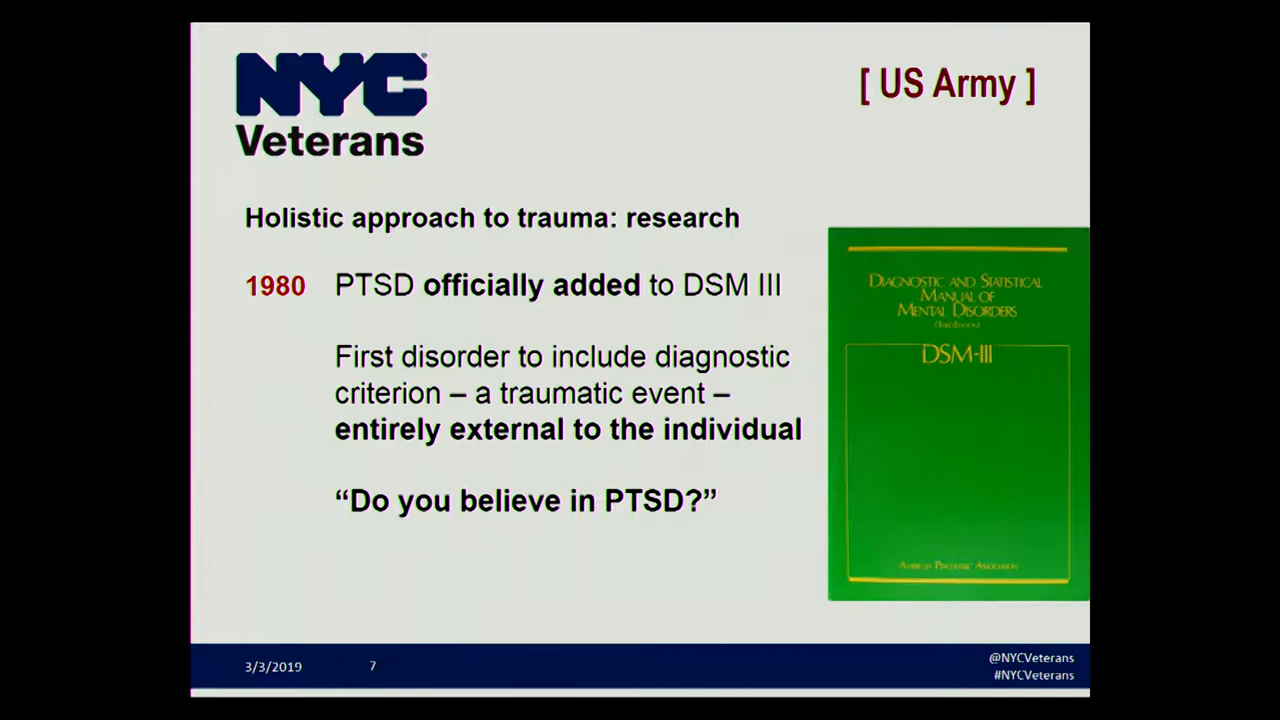 NYC
Veterans
[ US Army ]
Holistic approach to trauma: research
1980 PTSD officially added to DSM III
First disorder to include diagnostic
criterion – a traumatic event –
entirely external to the individual
“Do you believe in PTSD?”
DIAGNOSTIC AND STATISTICAL
MANUAL OF
MENTAL DISORDERS
(THIRD EDITION)
DSM-III
AMERICAN PSYCHIATRIC ASSOCIATION
3/3/2019 7
@NYCVeterans
#NYCVeterans